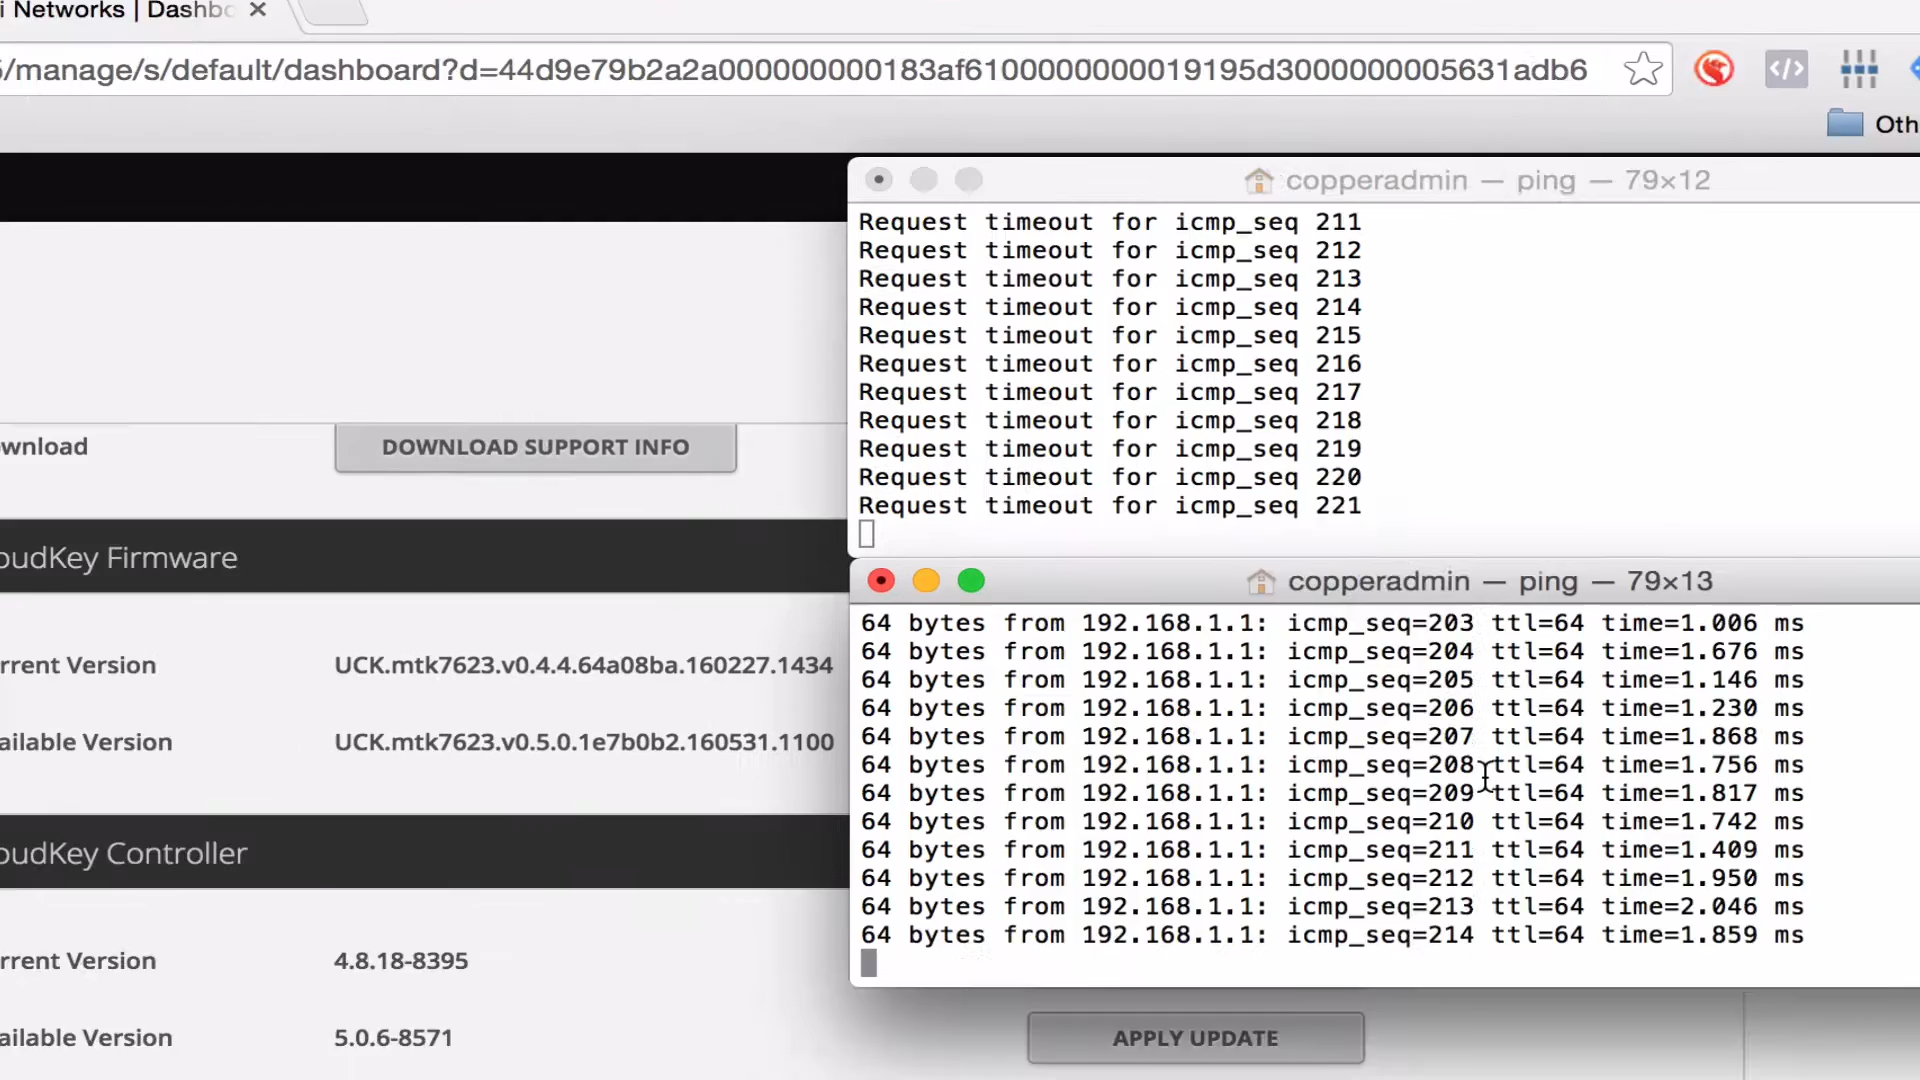 i Networks | Dashbo
/manage/s/default/dashboard?d=44d9e79b2a2a000000000183af6100000000019195d3000000005631adb6
Oth
copperadmin — ping — 79×12
Request timeout for icmp_seq 211
Request timeout for icmp_seq 212
Request timeout for icmp_seq 213
Request timeout for icmp_seq 214
Request timeout for icmp_seq 215
Request timeout for icmp_seq 216
Request timeout for icmp_seq 217
Request timeout for icmp_seq 218
Request timeout for icmp_seq 219
Request timeout for icmp_seq 220
Request timeout for icmp_seq 221
wnload
DOWNLOAD SUPPORT INFO
oudKey Firmware
rrent Version
UCK.mtk7623.v0.4.4.64a08ba.160227.1434
ailable Version
UCK.mtk7623.v0.5.0.1e7b0b2.160531.1100
oudKey Controller
rrent Version
4.8.18-8395
ailable Version
5.0.6-8571
APPLY UPDATE
copperadmin — ping — 79×13
64 bytes from 192.168.1.1: icmp_seq=203 ttl=64 time=1.006 ms
64 bytes from 192.168.1.1: icmp_seq=204 ttl=64 time=1.676 ms
64 bytes from 192.168.1.1: icmp_seq=205 ttl=64 time=1.146 ms
64 bytes from 192.168.1.1: icmp_seq=206 ttl=64 time=1.230 ms
64 bytes from 192.168.1.1: icmp_seq=207 ttl=64 time=1.868 ms
64 bytes from 192.168.1.1: icmp_seq=208 ttl=64 time=1.756 ms
64 bytes from 192.168.1.1: icmp_seq=209 ttl=64 time=1.817 ms
64 bytes from 192.168.1.1: icmp_seq=210 ttl=64 time=1.742 ms
64 bytes from 192.168.1.1: icmp_seq=211 ttl=64 time=1.409 ms
64 bytes from 192.168.1.1: icmp_seq=212 ttl=64 time=1.950 ms
64 bytes from 192.168.1.1: icmp_seq=213 ttl=64 time=2.046 ms
64 bytes from 192.168.1.1: icmp_seq=214 ttl=64 time=1.859 ms